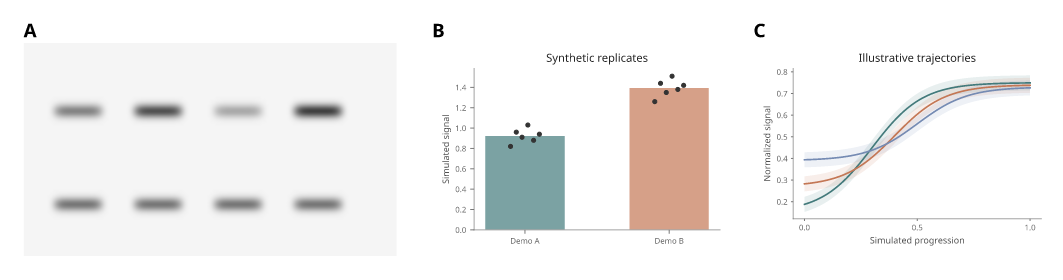 A
B
C
Synthetic replicates
Simulated signal
1.4
1.2
1.0
0.8
0.6
0.4
0.2
0.0
Demo A
Demo B
Illustrative trajectories
Normalized signal
0.8
0.7
0.6
0.5
0.4
0.3
0.2
0.0
0.5
1.0
Simulated progression